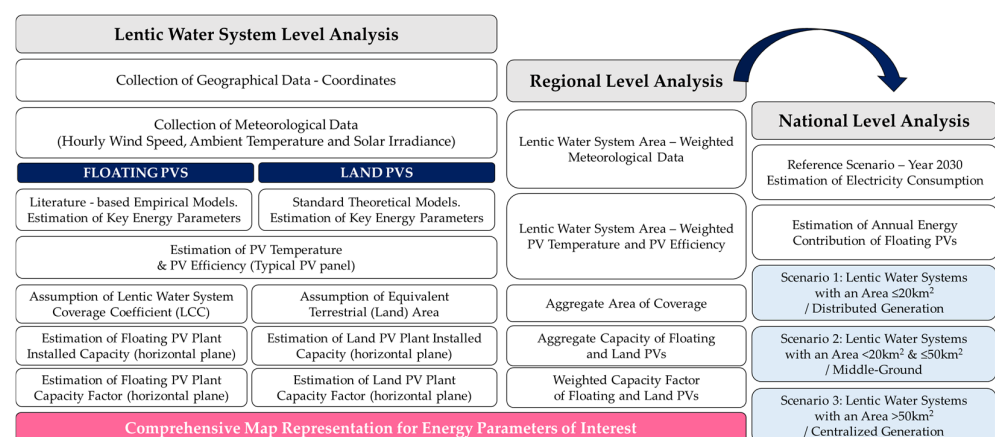 Lentic Water System Level Analysis
Collection of Geographical Data - Coordinates
Collection of Meteorological Data
(Hourly Wind Speed, Ambient Temperature and Solar Irradiance)
FLOATING PVS
LAND PVS
Literature - based Empirical Models.
Estimation of Key Energy Parameters
Standard Theoretical Models.
Estimation of Key Energy Parameters
Estimation of PV Temperature
& PV Efficiency (Typical PV panel)
Assumption of Lentic Water System
Coverage Coefficient (LCC)
Assumption of Equivalent
Terrestrial (Land) Area
Estimation of Floating PV Plant
Installed Capacity (horizontal plane)
Estimation of Land PV Plant Installed
Capacity (horizontal plane)
Estimation of Floating PV Plant
Capacity Factor (horizontal plane)
Estimation of Land PV Plant
Capacity Factor (horizontal plane)
Comprehensive Map Representation for Energy Parameters of Interest
Regional Level Analysis
Lentic Water System Area – Weighted
Meteorological Data
Lentic Water System Area – Weighted
PV Temperature and PV Efficiency
Aggregate Area of Coverage
Aggregate Capacity of Floating
and Land PVs
Weighted Capacity Factor
of Floating and Land PVs
National Level Analysis
Reference Scenario – Year 2030
Estimation of Electricity Consumption
Estimation of Annual Energy
Contribution of Floating PVs
Scenario 1: Lentic Water Systems
with an Area ≤20km²
/ Distributed Generation
Scenario 2: Lentic Water Systems
with an Area <20km² & ≤50km²
/ Middle-Ground
Scenario 3: Lentic Water Systems
with an Area >50km²
/ Centralized Generation